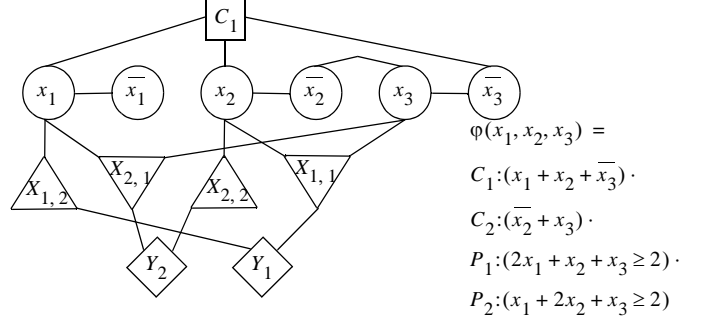 C₁
x₁ x̅₁ x₂ x̅₂ x₃ x̅₃
φ(x₁, x₂, x₃) =
X₁,₂ X₂,₁ X₂,₂ X₁,₁
C₁:(x₁ + x₂ + x̅₃) ·
C₂:(x̅₂ + x₃) ·
Y₂ Y₁
P₁:(2x₁ + x₂ + x₃ ≥ 2) ·
P₂:(x₁ + 2x₂ + x₃ ≥ 2)